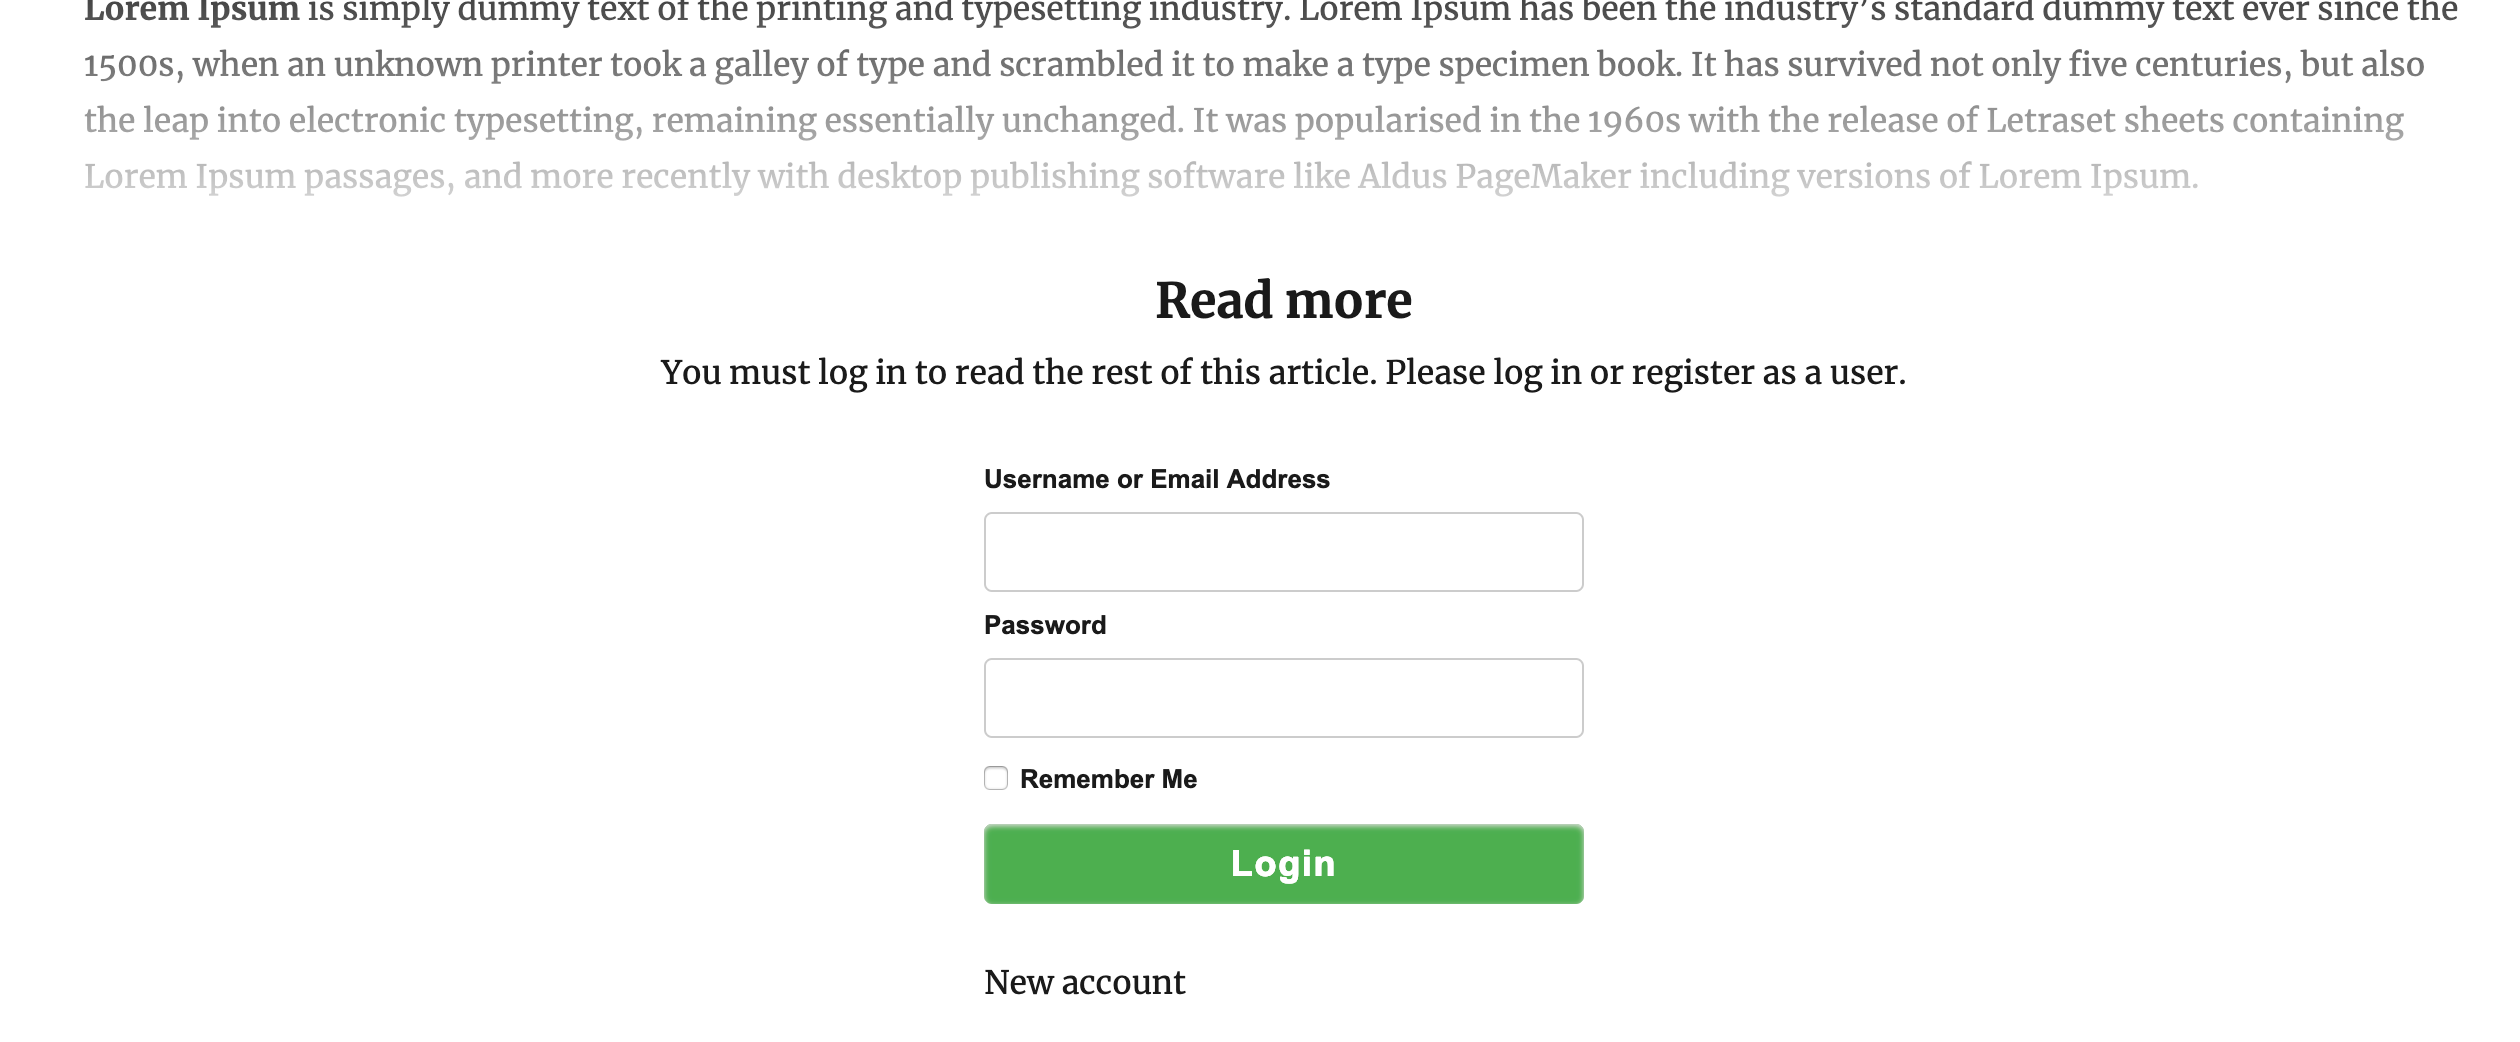 Lorem Ipsum is simply dummy text of the printing and typesetting industry. Lorem Ipsum has been the industry’s standard dummy text ever since the
1500s, when an unknown printer took a galley of type and scrambled it to make a type specimen book. It has survived not only five centuries, but also
the leap into electronic typesetting, remaining essentially unchanged. It was popularised in the 1960s with the release of Letraset sheets containing
Lorem Ipsum passages, and more recently with desktop publishing software like Aldus PageMaker including versions of Lorem Ipsum.
Read more
You must log in to read the rest of this article. Please log in or register as a user.
Username or Email Address
Password
Remember Me
Login
New account